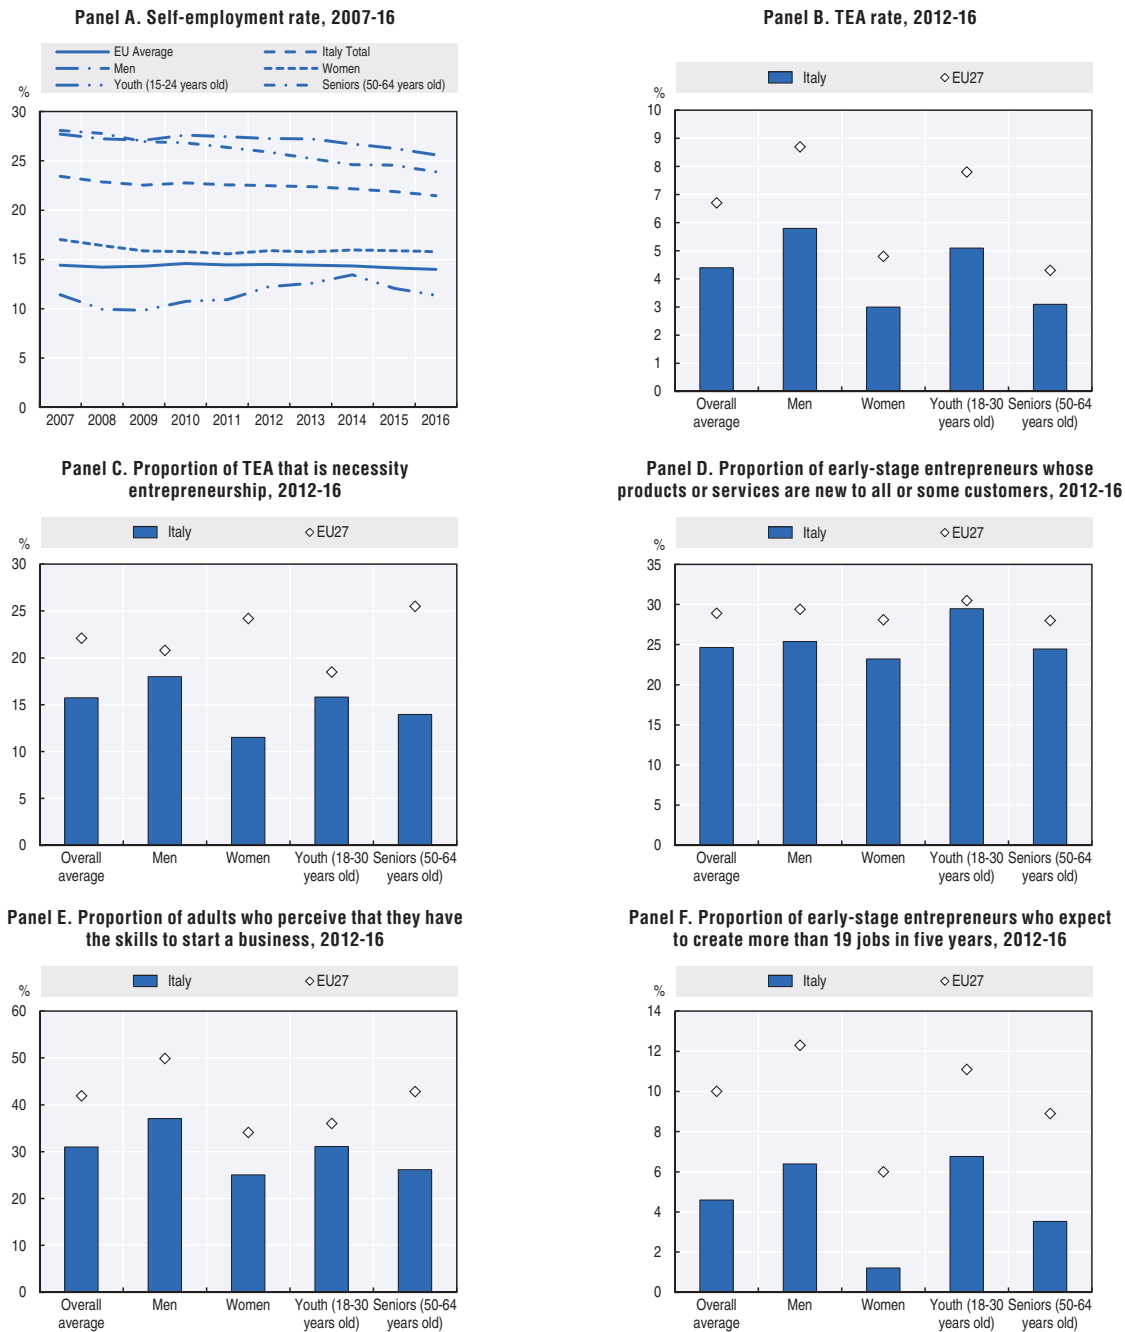 Panel A. Self-employment rate, 2007-16
EU Average
Italy Total
Men
Women
Youth (15-24 years old)
Seniors (50-64 years old)
%
30
25
20
15
10
5
0
2007 2008 2009 2010 2011 2012 2013 2014 2015 2016
Panel B. TEA rate, 2012-16
Italy
EU27
%
10
9
8
7
6
5
4
3
2
1
0
Overall average
Men
Women
Youth (18-30 years old)
Seniors (50-64 years old)
Panel C. Proportion of TEA that is necessity
entrepreneurship, 2012-16
Italy
EU27
%
30
25
20
15
10
5
0
Overall average
Men
Women
Youth (18-30 years old)
Seniors (50-64 years old)
Panel D. Proportion of early-stage entrepreneurs whose
products or services are new to all or some customers, 2012-16
Italy
EU27
%
35
30
25
20
15
10
5
0
Overall average
Men
Women
Youth (18-30 years old)
Seniors (50-64 years old)
Panel E. Proportion of adults who perceive that they have
the skills to start a business, 2012-16
Italy
EU27
%
60
50
40
30
20
10
0
Overall average
Men
Women
Youth (18-30 years old)
Seniors (50-64 years old)
Panel F. Proportion of early-stage entrepreneurs who expect
to create more than 19 jobs in five years, 2012-16
Italy
EU27
%
14
12
10
8
6
4
2
0
Overall average
Men
Women
Youth (18-30 years old)
Seniors (50-64 years old)